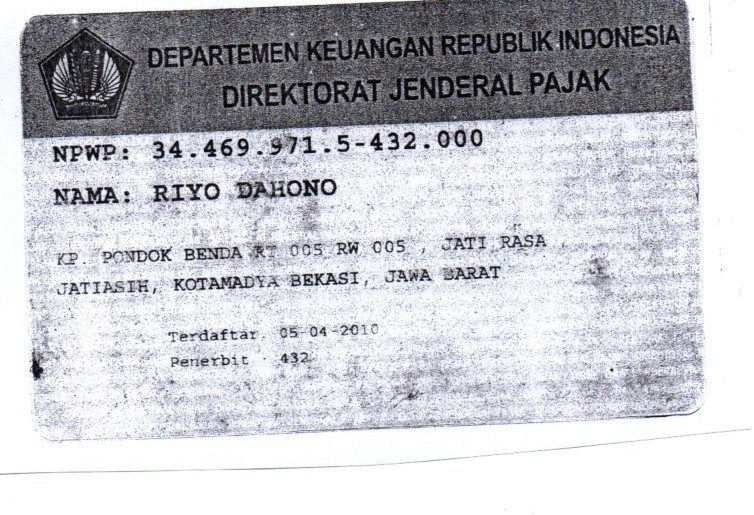 DEPARTEMEN KEUANGAN REPUBLIK INDONESIA
DIREKTORAT JENDERAL PAJAK
NPWP: 34.469.971.5-432.000
NAMA: RIYO DAHONO
KP. PONDOK BENDA RT 005 RW 005 , JATI RASA
JATIASIH, KOTAMADYA BEKASI, JAWA BARAT
Terdaftar. 05-04-2010
Penerbit 432